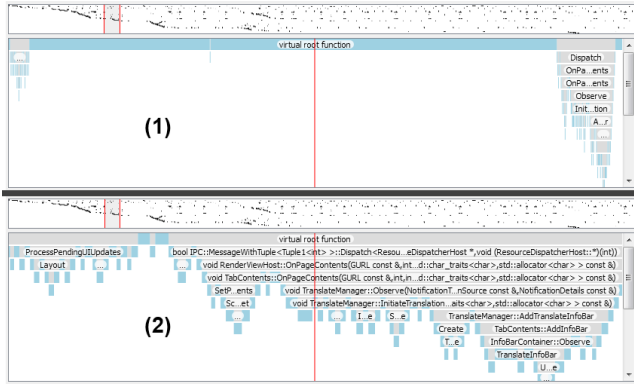 virtual root function
...
Dispatch
OnPa...ents
OnPa...ents
Observe
Init...tion
A...r
...
(1)
virtual root function
ProcessPendingUIUpdates
bool IPC::MessageWithTuple<Tuple1<int> >::Dispatch<Resou...eDispatcherHost *,void (ResourceDispatcherHost::*)(int)>
Layout ... ... void RenderViewHost::OnPageContents(GURL const &,int...d::char_traits<char>,std::allocator<char> > const &)
void TabContents::OnPageContents(GURL const &,int,in...d::char_traits<char>,std::allocator<char> > const &)
SetP...ents void TranslateManager::Observe(NotificationT...nSource const &,NotificationDetails const &)
Sc...et void TranslateManager::InitiateTranslation...aits<char>,std::allocator<char> > const &)
... ... I...e S...e TranslateManager::AddTranslateInfoBar
(2)
Create TabContents::AddInfoBar
T...e InfoBarContainer::Observe
TranslateInfoBar
U...e
...